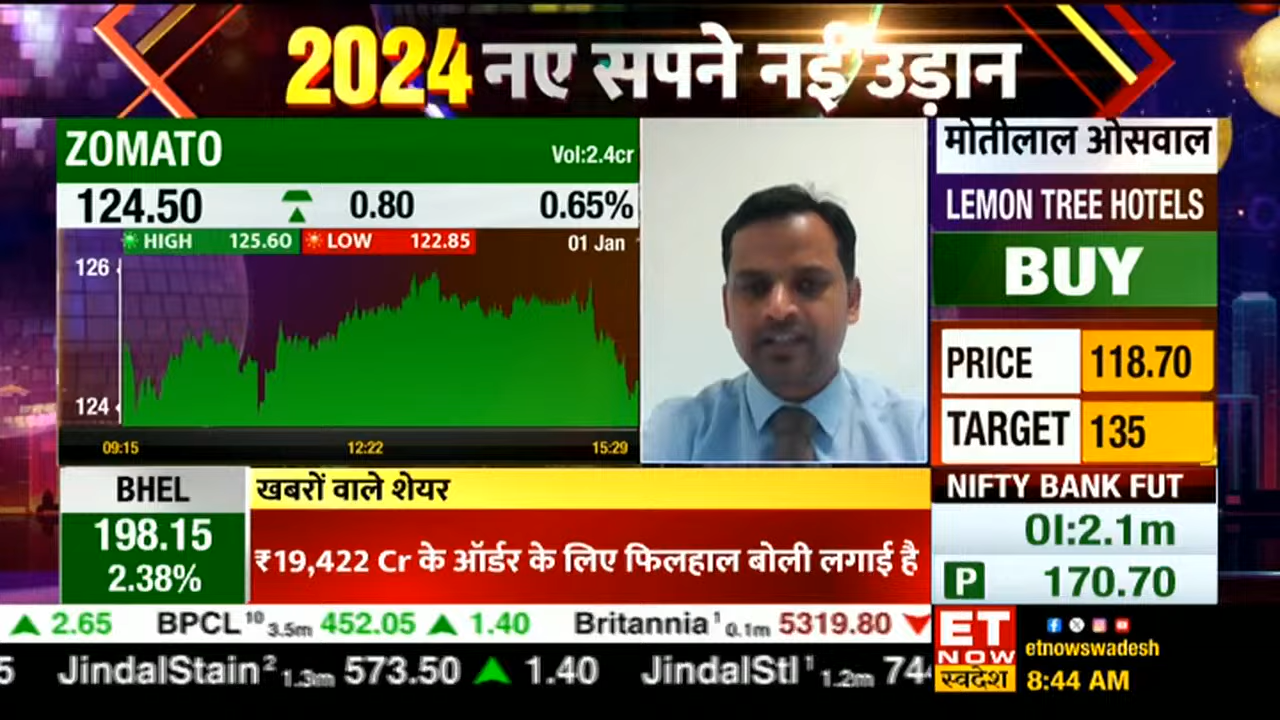 2024 नए सपने नई उड़ान
ZOMATO
Vol:2.4cr
124.50 0.80 0.65%
HIGH 125.60 LOW 122.85 01 Jan
126
124
09:15 12:22 15:29
मोतीलाल ओसवाल
LEMON TREE HOTELS
BUY
PRICE 118.70
TARGET 135
BHEL
198.15
2.38%
खबरों वाले शेयर
₹19,422 Cr के ऑर्डर के लिए फिलहाल बोली लगाई है
NIFTY BANK FUT
OI:2.1m
P 170.70
2.65 BPCL 10 3.5m 452.05 1.40 Britannia 1 0.1m 5319.80
5 JindalStain 2 1.3m 573.50 1.40 JindalStl 1 1.2m 744
ET NOW स्वदेश
etnowswadesh
8:44 AM